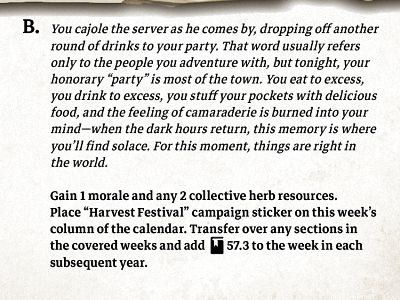 B. You cajole the server as he comes by, dropping off another
round of drinks to your party. That word usually refers
only to the people you adventure with, but tonight, your
honorary “party” is most of the town. You eat to excess,
you drink to excess, you stuff your pockets with delicious
food, and the feeling of camaraderie is burned into your
mind—when the dark hours return, this memory is where
you’ll find solace. For this moment, things are right in
the world.
Gain 1 morale and any 2 collective herb resources.
Place “Harvest Festival” campaign sticker on this week’s
column of the calendar. Transfer over any sections in
the covered weeks and add 57.3 to the week in each
subsequent year.